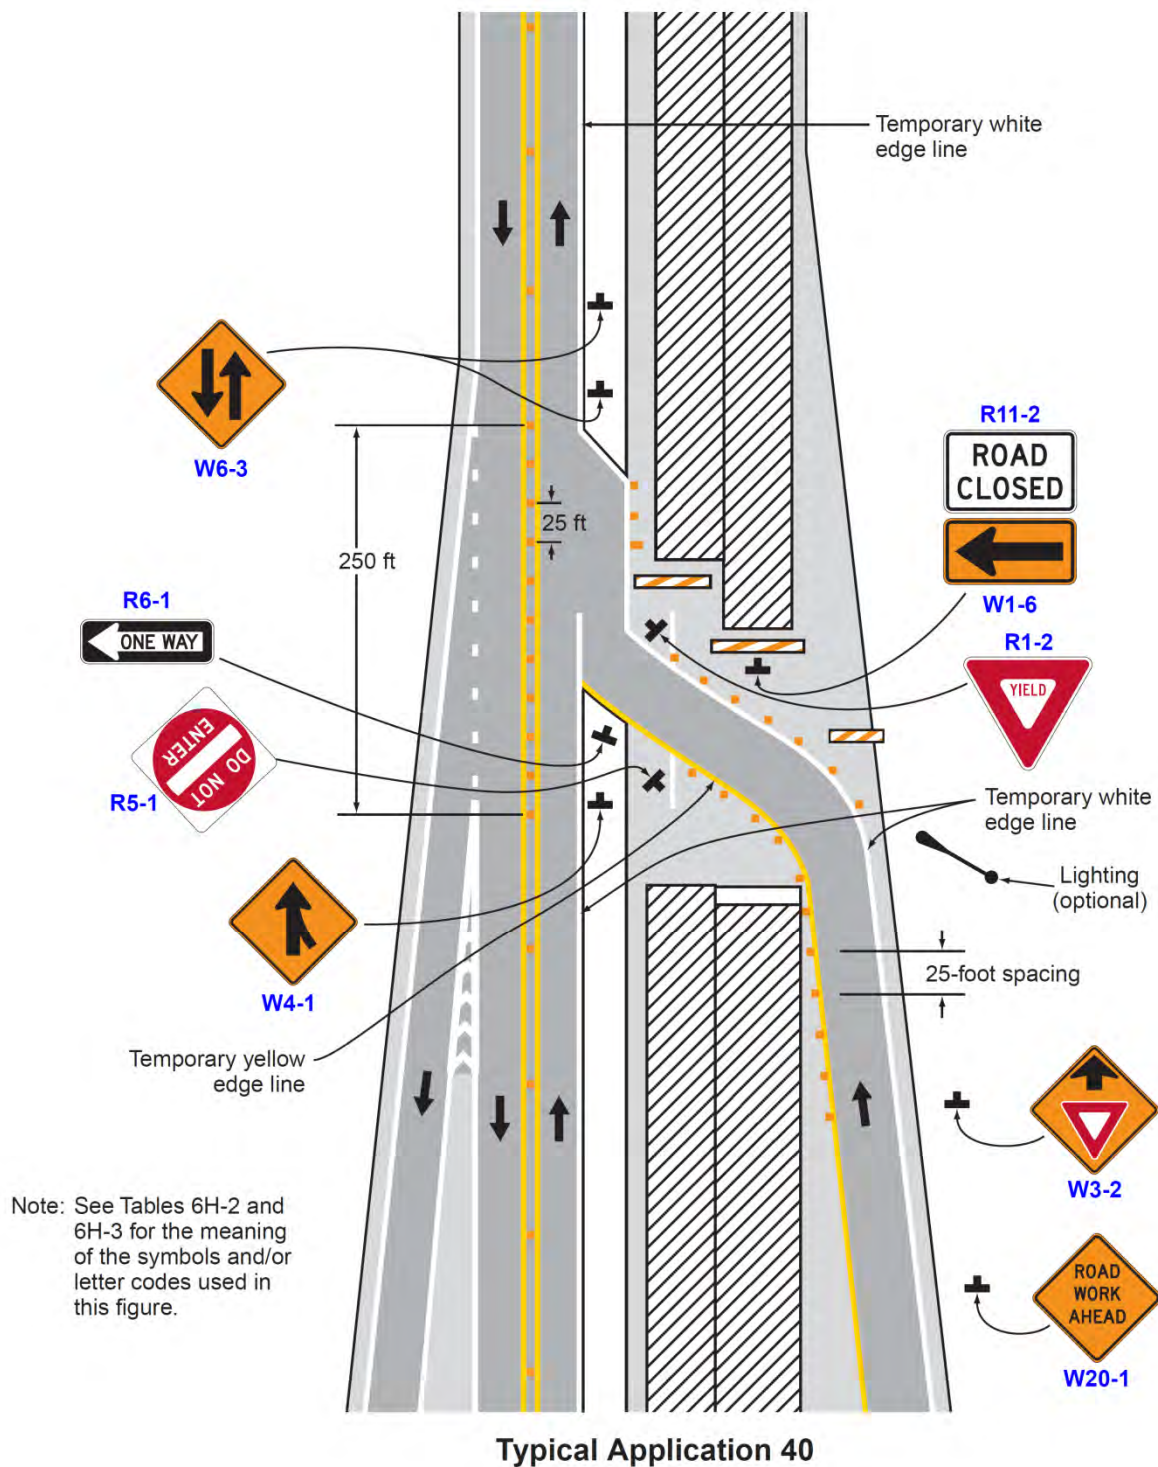 Temporary white
edge line
W6-3
R11-2
ROAD
CLOSED
25 ft
250 ft
W1-6
R6-1
ONE WAY
R1-2
YIELD
DO NOT
ENTER
R5-1
Temporary white
edge line
Lighting
(optional)
W4-1
25-foot spacing
Temporary yellow
edge line
W3-2
Note: See Tables 6H-2 and
6H-3 for the meaning
of the symbols and/or
letter codes used in
this figure.
ROAD
WORK
AHEAD
W20-1
Typical Application 40